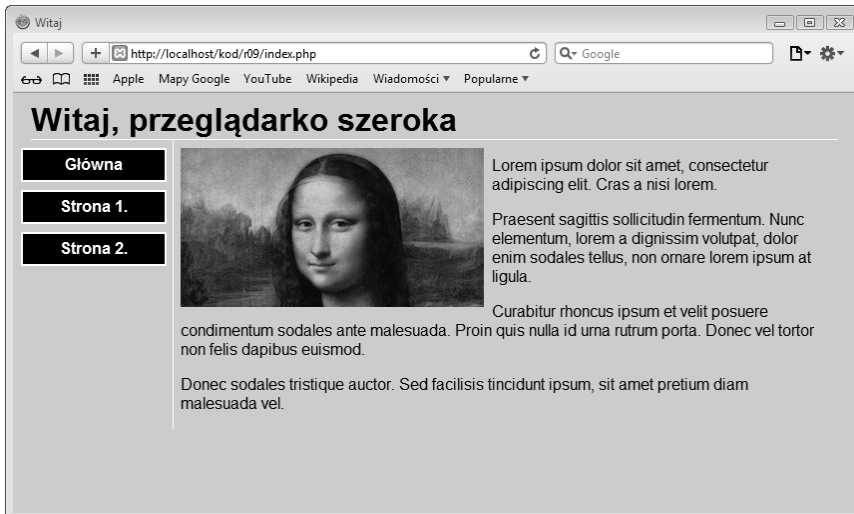 Witaj
http://localhost/kod/r09/index.php
Google
Apple Mapy Google YouTube Wikipedia Wiadomości Popularne
Witaj, przeglądarko szeroka
Główna
Strona 1.
Strona 2.
Lorem ipsum dolor sit amet, consectetur
adipiscing elit. Cras a nisi lorem.
Praesent sagittis sollicitudin fermentum. Nunc
elementum, lorem a dignissim volutpat, dolor
enim sodales tellus, non ornare lorem ipsum at
ligula.
Curabitur rhoncus ipsum et velit posuere
condimentum sodales ante malesuada. Proin quis nulla id urna rutrum porta. Donec vel tortor
non felis dapibus euismod.
Donec sodales tristique auctor. Sed facilisis tincidunt ipsum, sit amet pretium diam
malesuada vel.